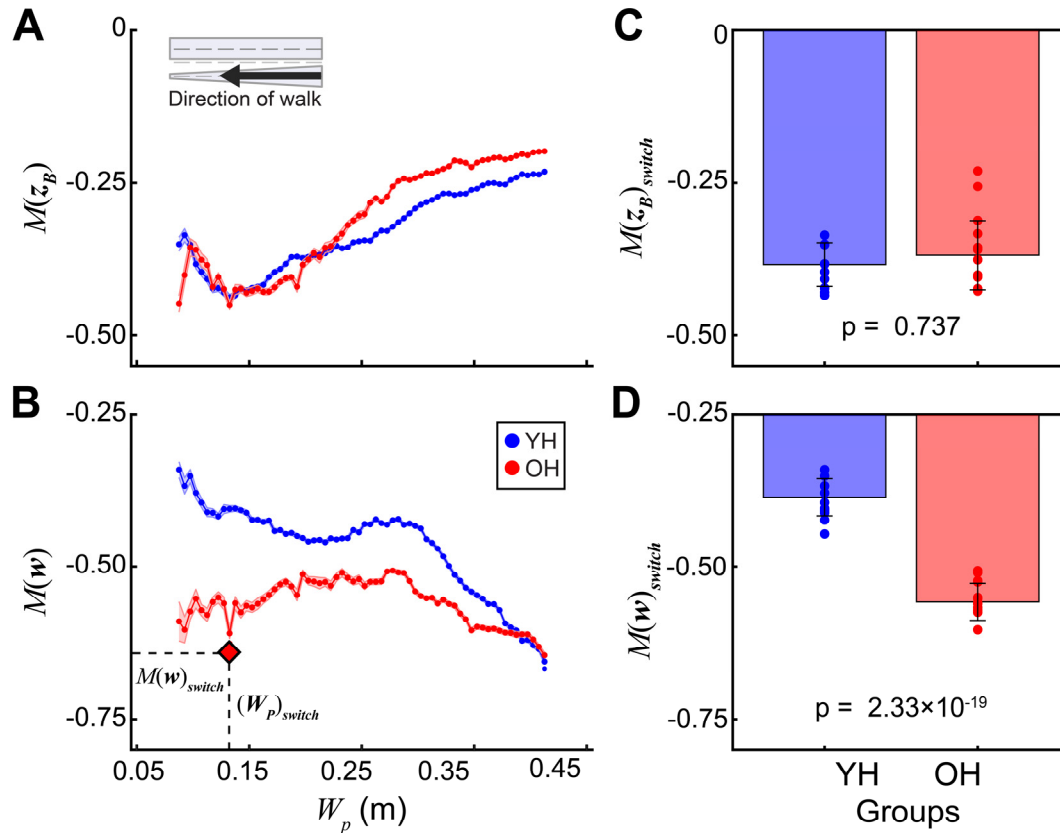 A
0
-0.25
-0.50
M(z_B)
Direction of walk
B
-0.25
-0.50
-0.75
M(w)
YH
OH
M(w)_switch
(W_P)_switch
0.05 0.15 0.25 0.35 0.45
W_p (m)
C
0
-0.25
-0.50
M(z_B)_switch
p = 0.737
D
-0.25
-0.50
-0.75
M(w)_switch
p = 2.33×10⁻¹⁹
YH OH
Groups